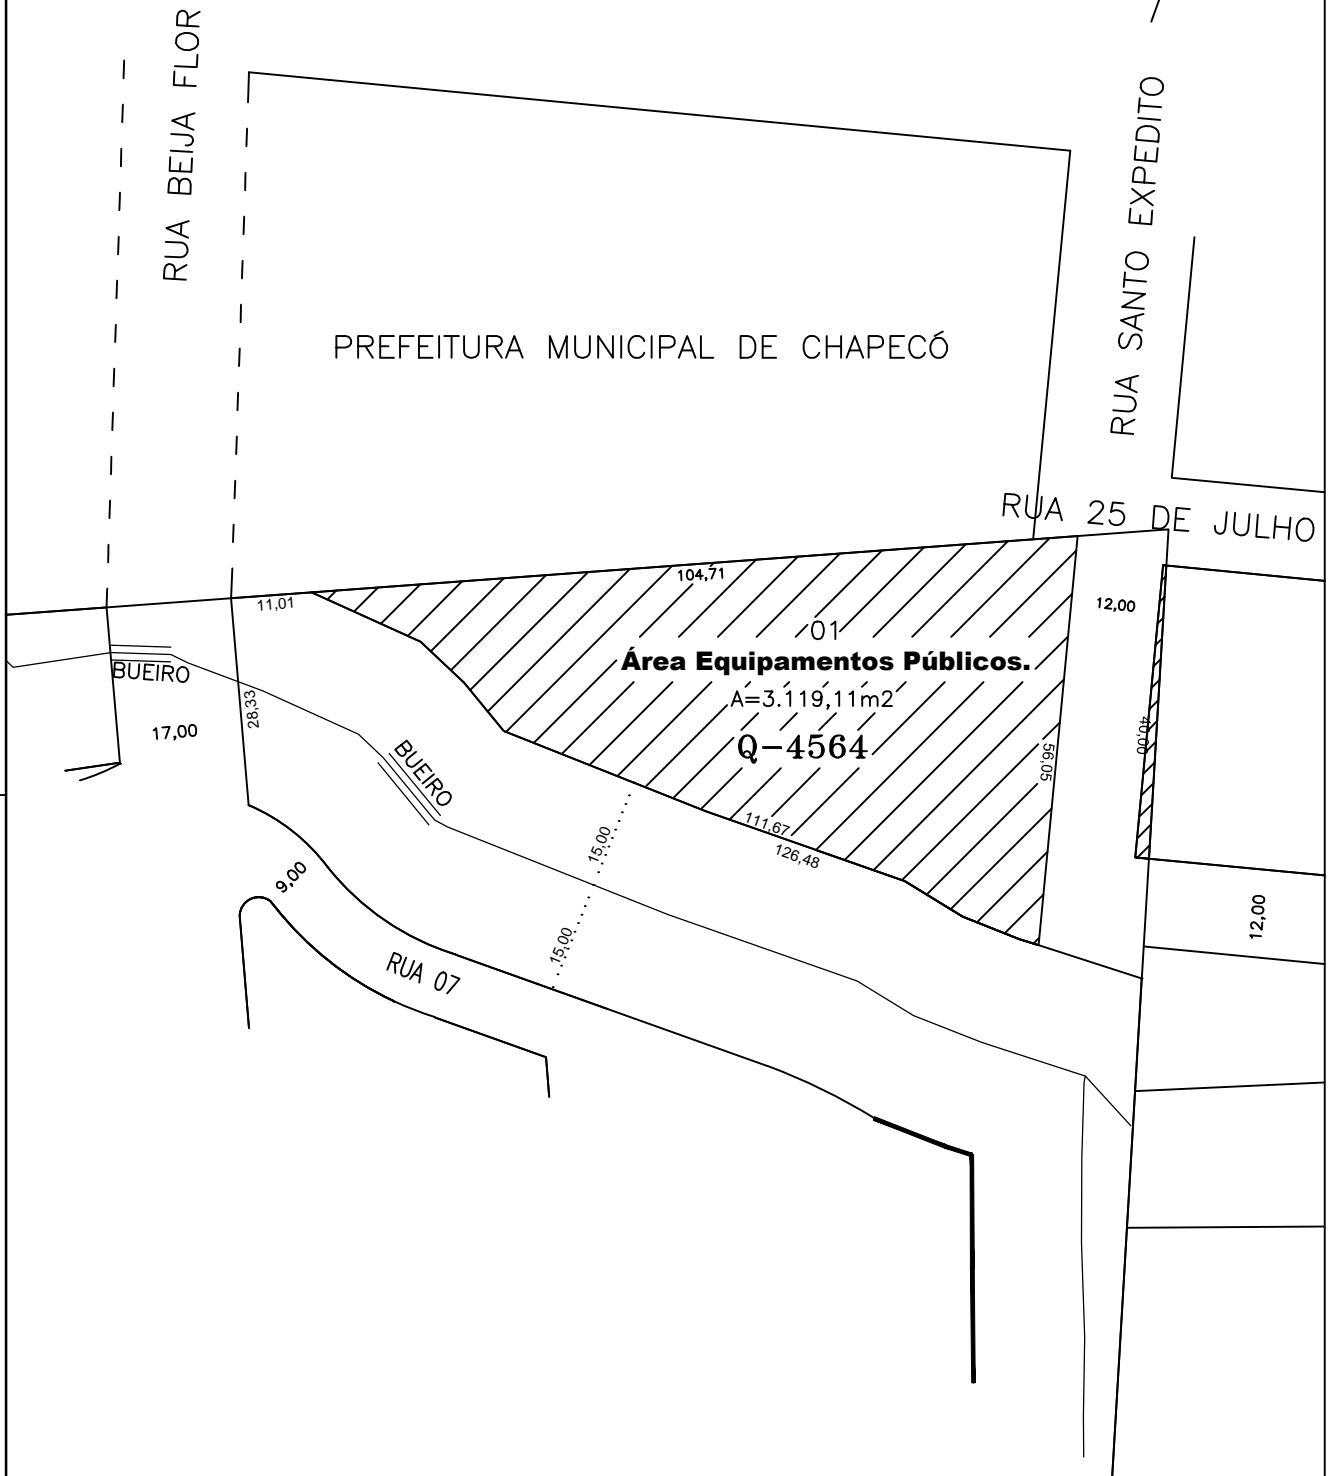 RUA BEIJA FLOR
RUA SANTO EXPEDITO
PREFEITURA MUNICIPAL DE CHAPECÓ
RUA 25 DE JULHO
104,71
11,01
12,00
01
Área Equipamentos Públicos.
A=3.119,11m2
Q-4564
BUEIRO
28,33
17,00
40,00
56,05
BUEIRO
111,67
126,48
15,00
9,00
12,00
15,00
RUA 07